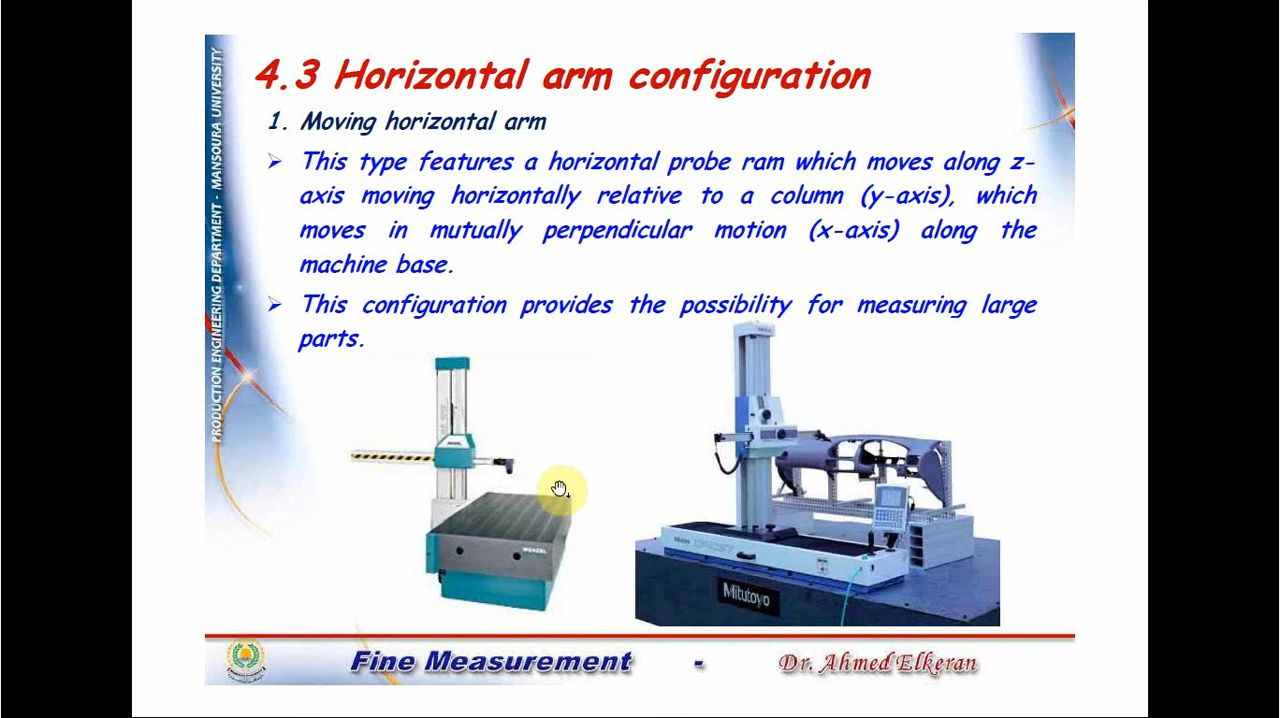 4.3 Horizontal arm configuration
1. Moving horizontal arm
➢ This type features a horizontal probe ram which moves along z-
axis moving horizontally relative to a column (y-axis), which
moves in mutually perpendicular motion (x-axis) along the
machine base.
➢ This configuration provides the possibility for measuring large
parts.
PRODUCTION ENGINEERING DEPARTMENT - MANSOURA UNIVERSITY
WENZEL
Mitutoyo
Fine Measurement - Dr. Ahmed Elkeran